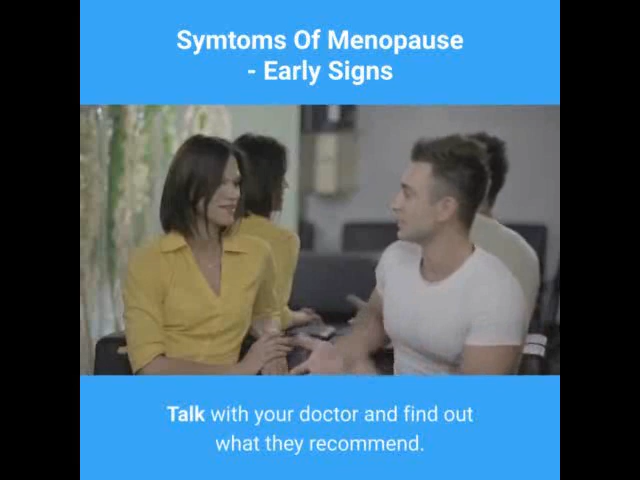 Symtoms Of Menopause
- Early Signs
Talk with your doctor and find out
what they recommend.